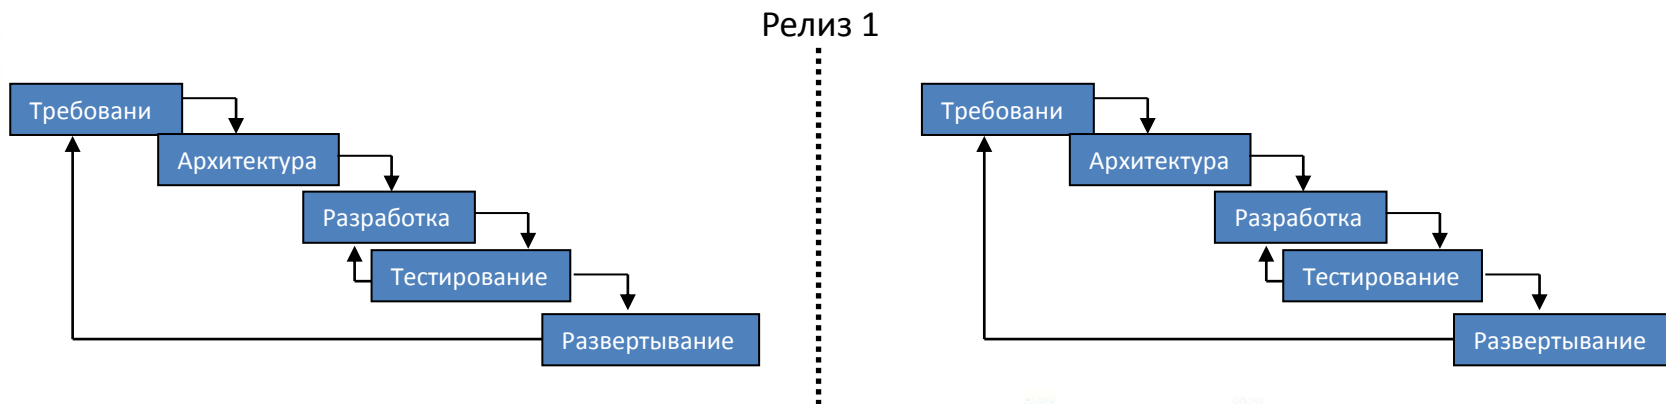 Релиз 1
Требовани
Архитектура
Разработка
Тестирование
Развертывание
Требовани
Архитектура
Разработка
Тестирование
Развертывание